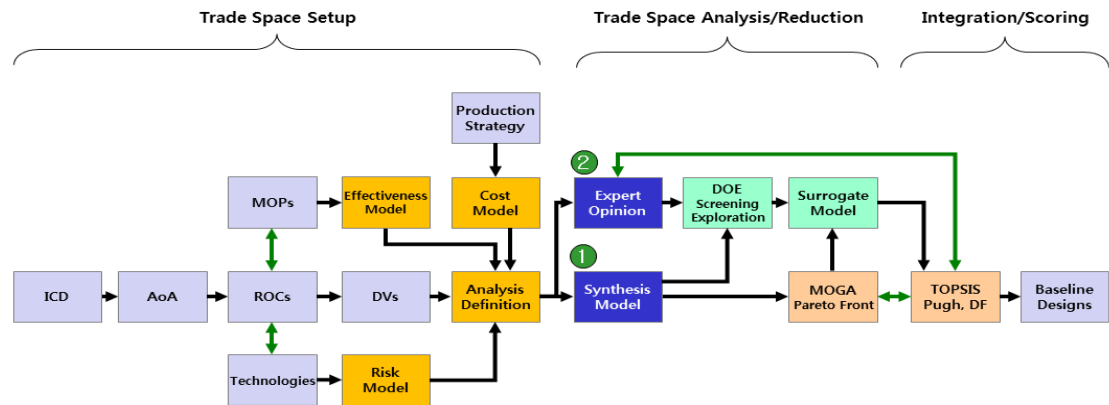 Trade Space Setup
Trade Space Analysis/Reduction
Integration/Scoring
Production
Strategy
②
MOPs
Effectiveness
Model
Cost
Model
Expert
Opinion
DOE
Screening
Exploration
Surrogate
Model
①
ICD
AoA
ROCs
DVs
Analysis
Definition
Synthesis
Model
MOGA
Pareto Front
TOPSIS
Pugh, DF
Baseline
Designs
Technologies
Risk
Model